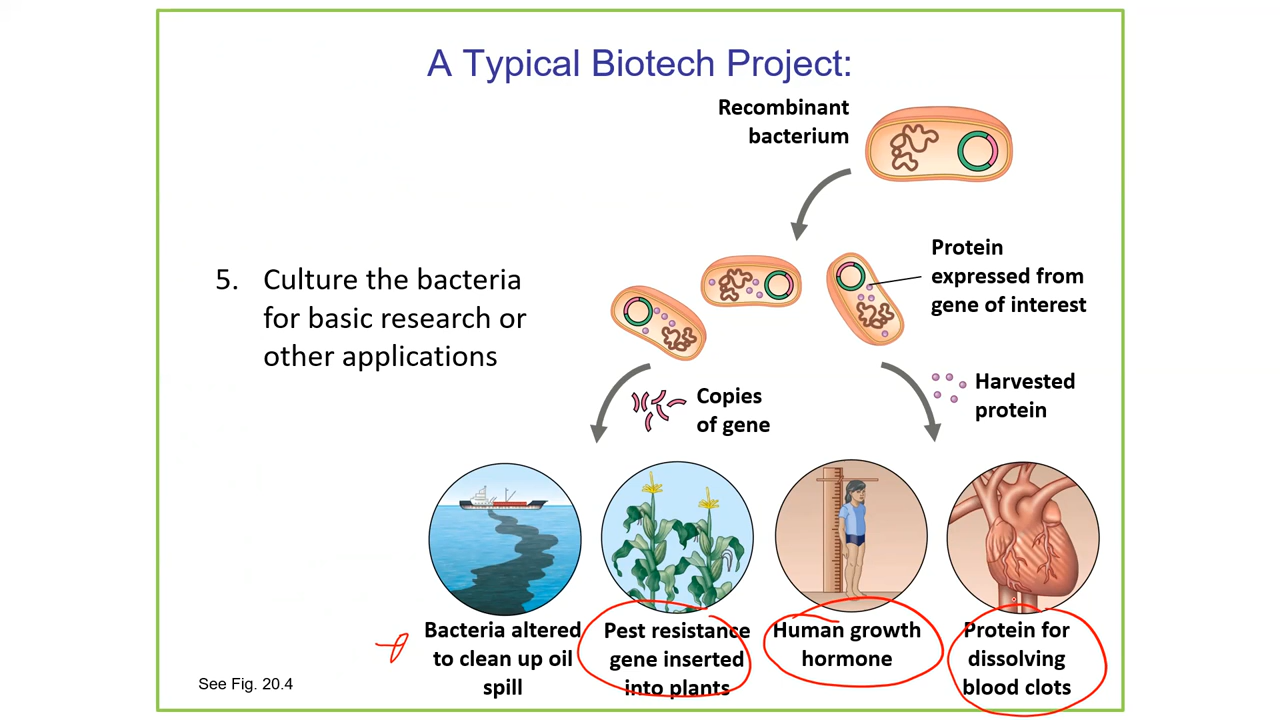 A Typical Biotech Project:
Recombinant
bacterium
Protein
expressed from
gene of interest
5. Culture the bacteria
for basic research or
other applications
Copies
of gene
Harvested
protein
Bacteria altered
to clean up oil
spill
Pest resistance
gene inserted
into plants
Human growth
hormone
Protein for
dissolving
blood clots
See Fig. 20.4